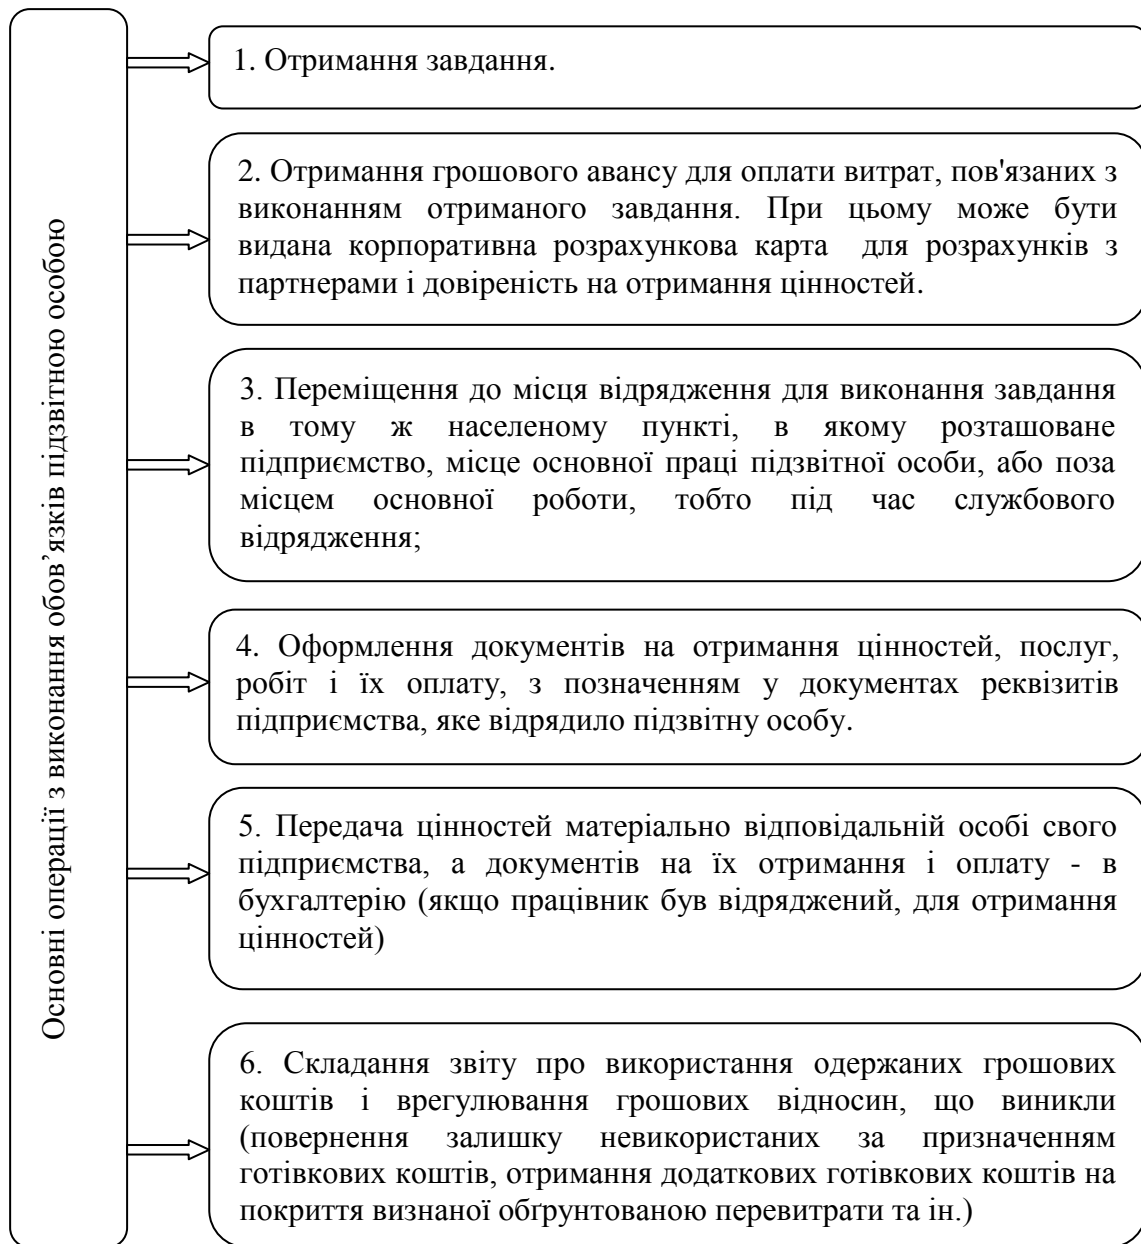 Основні операції з виконання обов’язків підзвітною особою
1. Отримання завдання.
2. Отримання грошового авансу для оплати витрат, пов'язаних з
виконанням отриманого завдання. При цьому може бути
видана корпоративна розрахункова карта для розрахунків з
партнерами і довіреність на отримання цінностей.
3. Переміщення до місця відрядження для виконання завдання
в тому ж населеному пункті, в якому розташоване
підприємство, місце основної праці підзвітної особи, або поза
місцем основної роботи, тобто під час службового
відрядження;
4. Оформлення документів на отримання цінностей, послуг,
робіт і їх оплату, з позначенням у документах реквізитів
підприємства, яке відрядило підзвітну особу.
5. Передача цінностей матеріально відповідальній особі свого
підприємства, а документів на їх отримання і оплату - в
бухгалтерію (якщо працівник був відряджений, для отримання
цінностей)
6. Складання звіту про використання одержаних грошових
коштів і врегулювання грошових відносин, що виникли
(повернення залишку невикористаних за призначенням
готівкових коштів, отримання додаткових готівкових коштів на
покриття визнаної обґрунтованою перевитрати та ін.)